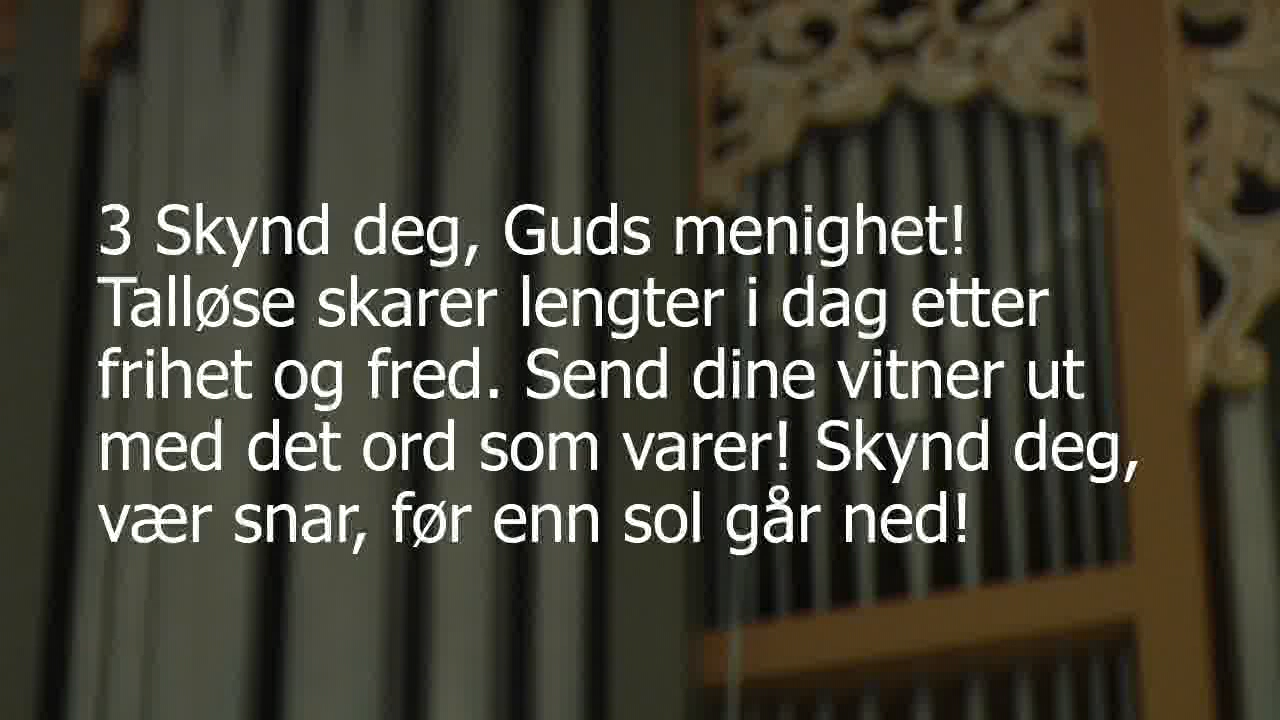 3 Skynd deg, Guds menighet!
Talløse skarer lengter i dag etter
frihet og fred. Send dine vitner ut
med det ord som varer! Skynd deg,
vær snar, før enn sol går ned!